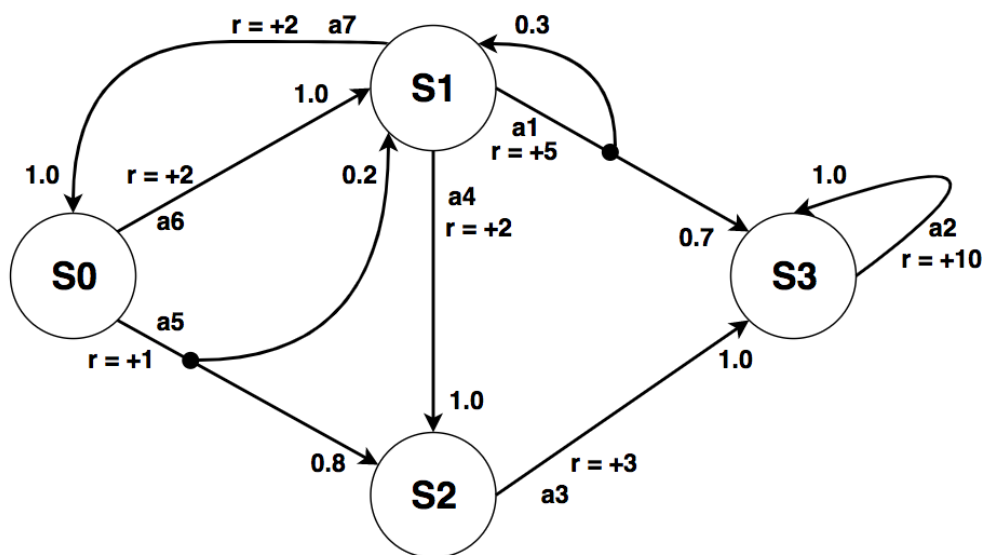 r = +2 a7
0.3
S1
1.0
a1
r = +5
1.0
r = +2
a6
0.2
a4
r = +2
1.0
0.7
a2
r = +10
S0
S3
a5
r = +1
1.0
1.0
0.8
r = +3
a3
S2